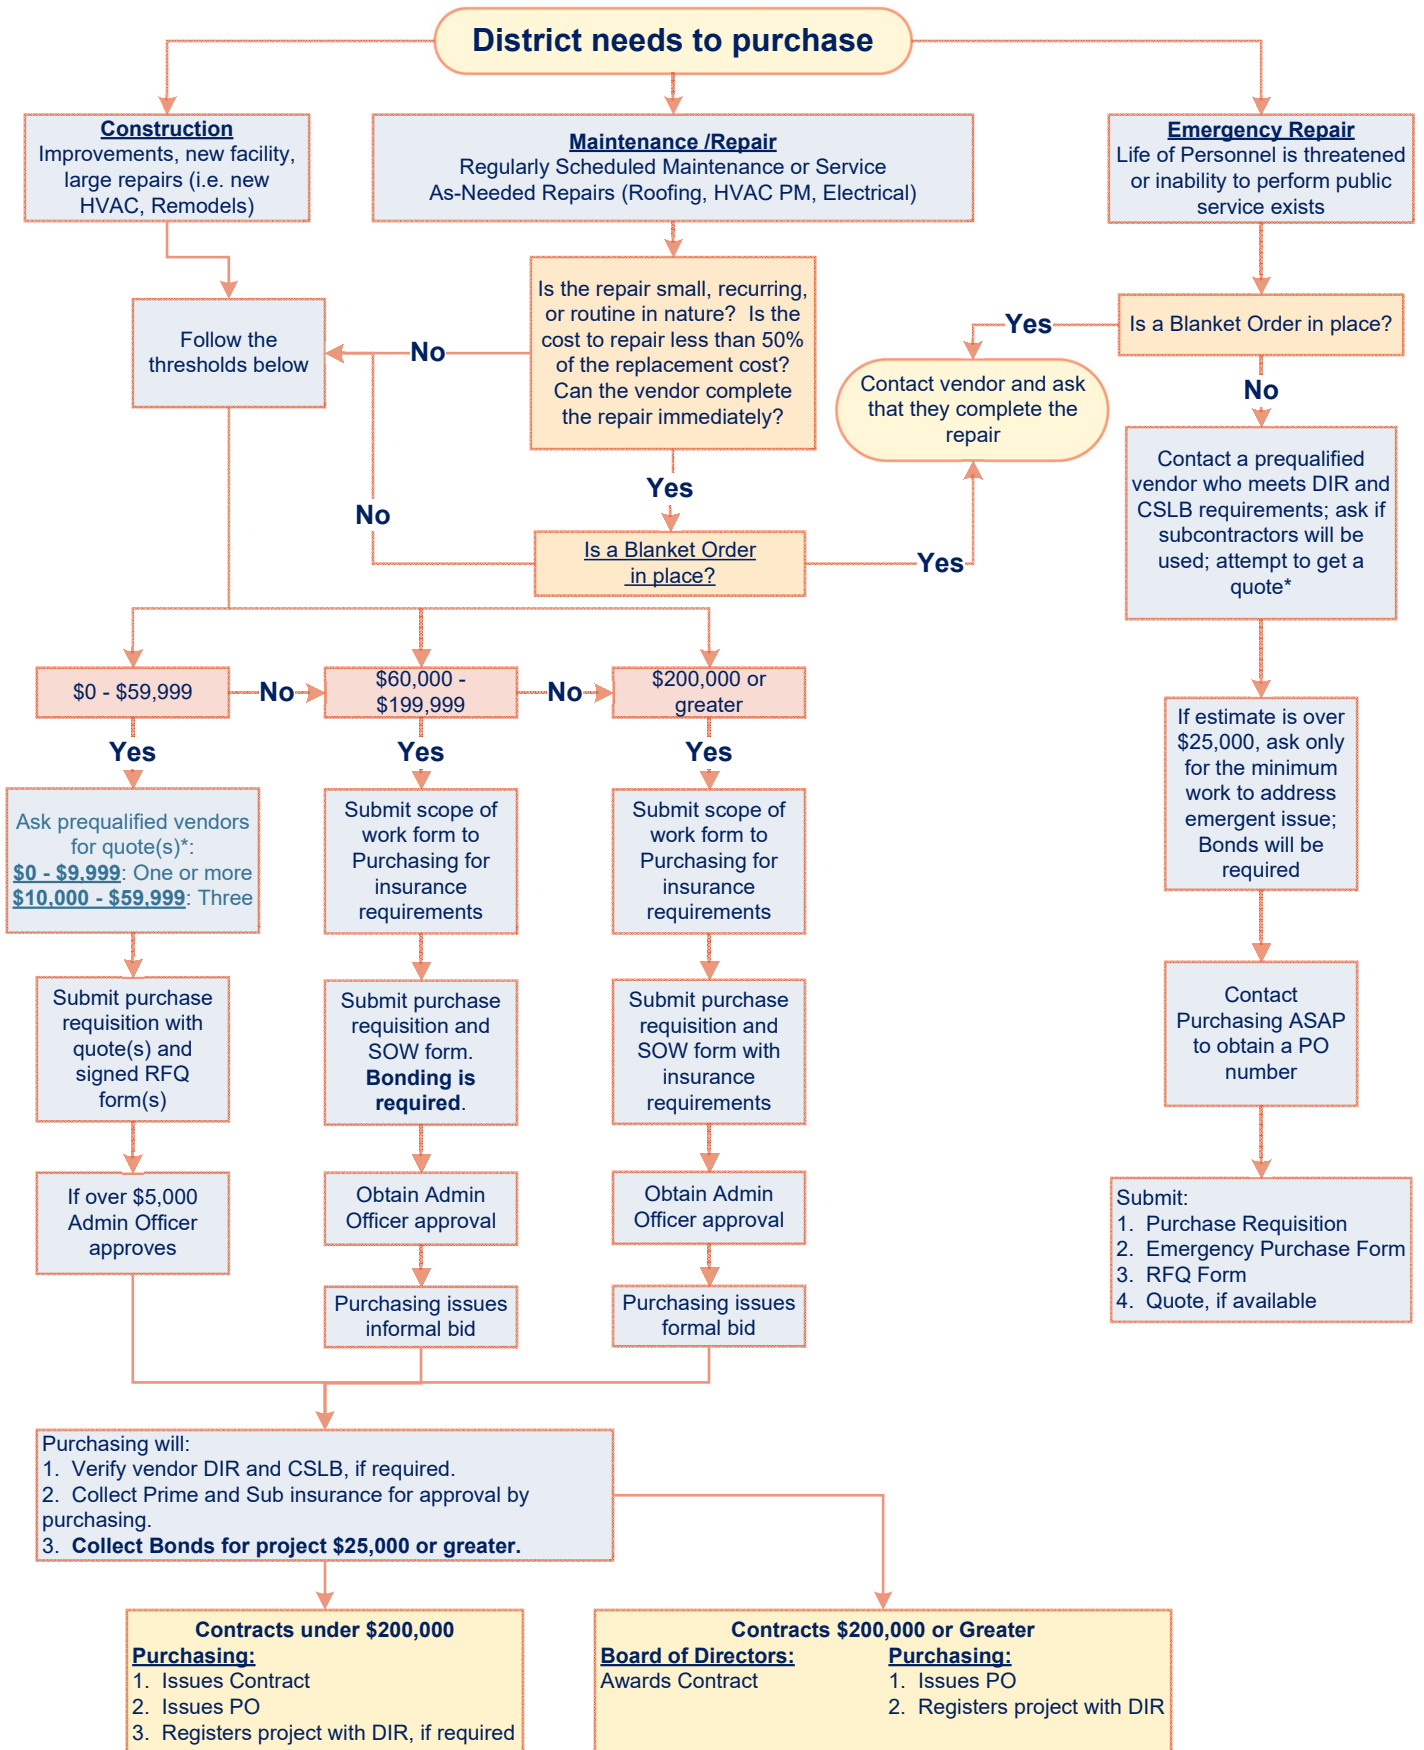 District needs to purchase
Construction
Improvements, new facility,
large repairs (i.e. new
HVAC, Remodels)
Maintenance /Repair
Regularly Scheduled Maintenance or Service
As-Needed Repairs (Roofing, HVAC PM, Electrical)
Emergency Repair
Life of Personnel is threatened
or inability to perform public
service exists
Follow the
thresholds below
No
Is the repair small, recurring,
or routine in nature? Is the
cost to repair less than 50%
of the replacement cost?
Can the vendor complete
the repair immediately?
Yes
Is a Blanket Order in place?
Contact vendor and ask
that they complete the
repair
No
Contact a prequalified
vendor who meets DIR and
CSLB requirements; ask if
subcontractors will be
used; attempt to get a
quote*
Yes
No
Is a Blanket Order
in place?
Yes
$0 - $59,999
No
$60,000 -
$199,999
No
$200,000 or
greater
Yes
Yes
Yes
If estimate is over
$25,000, ask only
for the minimum
work to address
emergent issue;
Bonds will be
required
Ask prequalified vendors
for quote(s)*:
$0 - $9,999: One or more
$10,000 - $59,999: Three
Submit scope of
work form to
Purchasing for
insurance
requirements
Submit scope of
work form to
Purchasing for
insurance
requirements
Submit purchase
requisition with
quote(s) and
signed RFQ
form(s)
Submit purchase
requisition and
SOW form.
Bonding is
required.
Submit purchase
requisition and
SOW form with
insurance
requirements
Contact
Purchasing ASAP
to obtain a PO
number
If over $5,000
Admin Officer
approves
Obtain Admin
Officer approval
Obtain Admin
Officer approval
Submit:
1. Purchase Requisition
2. Emergency Purchase Form
3. RFQ Form
4. Quote, if available
Purchasing issues
informal bid
Purchasing issues
formal bid
Purchasing will:
1. Verify vendor DIR and CSLB, if required.
2. Collect Prime and Sub insurance for approval by
purchasing.
3. Collect Bonds for project $25,000 or greater.
Contracts under $200,000
Purchasing:
1. Issues Contract
2. Issues PO
3. Registers project with DIR, if required
Contracts $200,000 or Greater
Board of Directors:
Awards Contract
Purchasing:
1. Issues PO
2. Registers project with DIR